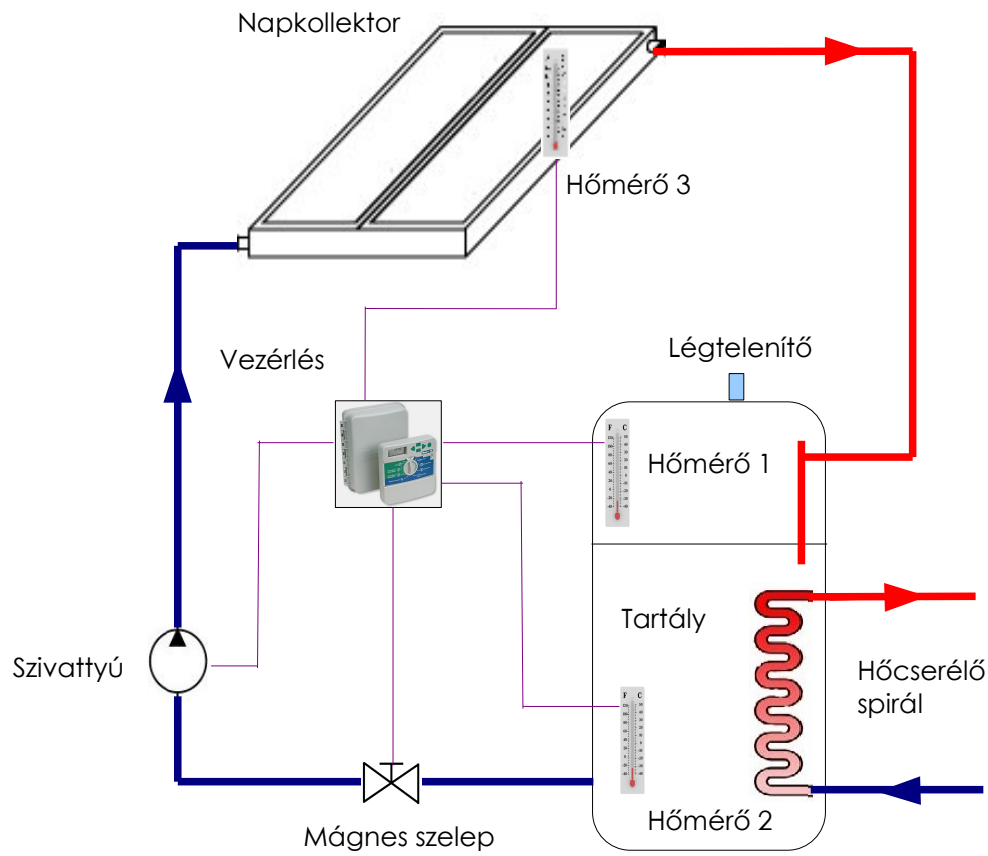 Napkollektor
Hőmérő 3
Vezérlés
Légtelenítő
F C
Hőmérő 1
Tartály
Szivattyú
Hőcserélő
spirál
F C
Mágnes szelep
Hőmérő 2